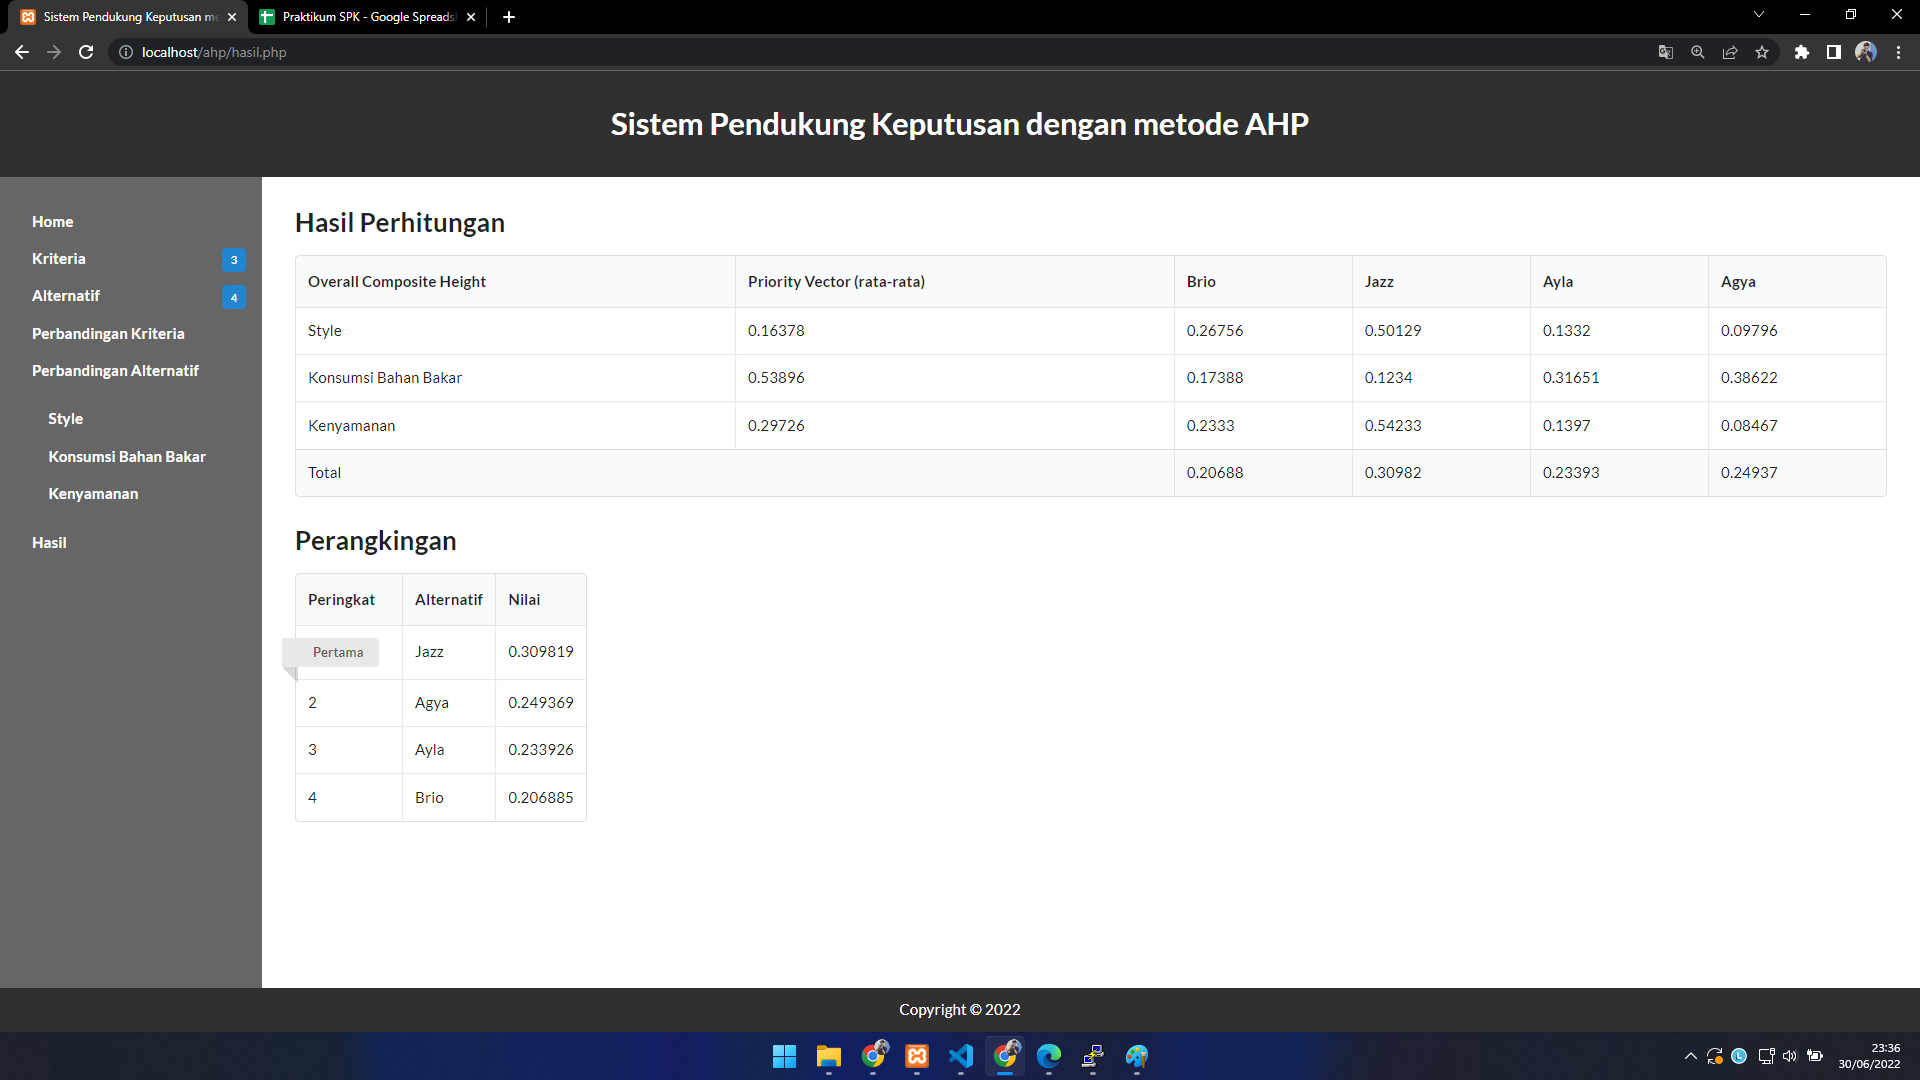 Sistem Pendukung Keputusan me
Praktikum SPK - Google Spreads
localhost/ahp/hasil.php
Sistem Pendukung Keputusan dengan metode AHP
Home
Kriteria 3
Alternatif 4
Perbandingan Kriteria
Perbandingan Alternatif
Style
Konsumsi Bahan Bakar
Kenyamanan
Hasil
Hasil Perhitungan
Overall Composite Height Priority Vector (rata-rata) Brio Jazz Ayla Agya
Style 0.16378 0.26756 0.50129 0.1332 0.09796
Konsumsi Bahan Bakar 0.53896 0.17388 0.1234 0.31651 0.38622
Kenyamanan 0.29726 0.2333 0.54233 0.1397 0.08467
Total 0.20688 0.30982 0.23393 0.24937
Perangkingan
Peringkat Alternatif Nilai
Pertama Jazz 0.309819
2 Agya 0.249369
3 Ayla 0.233926
4 Brio 0.206885
Copyright © 2022
23:36
30/06/2022